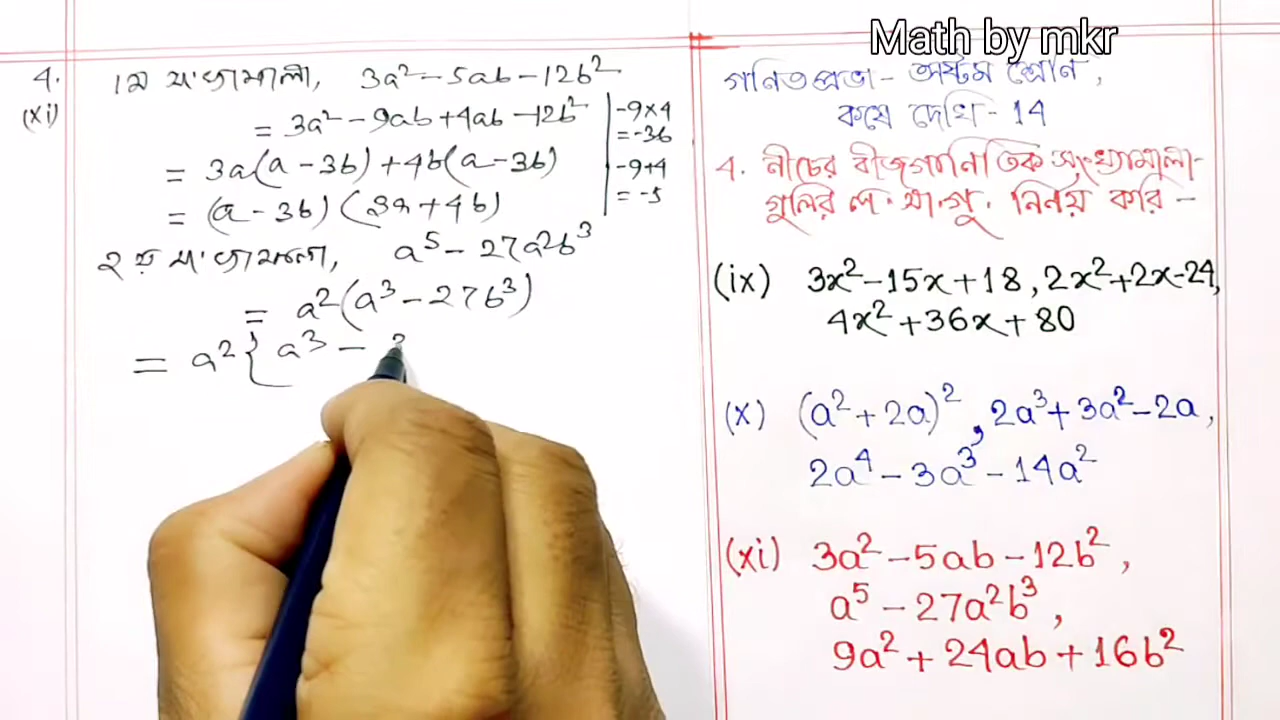 Math by mkr
4. 1ম সংখ্যামালা, 3a² - 5ab - 12b²
(xi) = 3a² - 9ab + 4ab - 12b²
-9×4
= -36
-9+4
= -5
= 3a(a - 3b) + 4b(a - 3b)
= (a - 3b)(3a + 4b)
২য় সংখ্যামালা, a⁵ - 27a²b³
= a²(a³ - 27b³)
= a²{a³ -
গনিতপ্রভা - অষ্টম শ্রেনি,
কষে দেখি - 14
4. নীচের বীজগানিতিক সংখ্যামালা-
গুলির ল.সা.গু. নির্নয় করি -
(ix) 3x² - 15x + 18, 2x² + 2x - 24,
4x² + 36x + 80
(x) (a² + 2a)², 2a³ + 3a² - 2a,
2a⁴ - 3a³ - 14a²
(xi) 3a² - 5ab - 12b²,
a⁵ - 27a²b³,
9a² + 24ab + 16b²